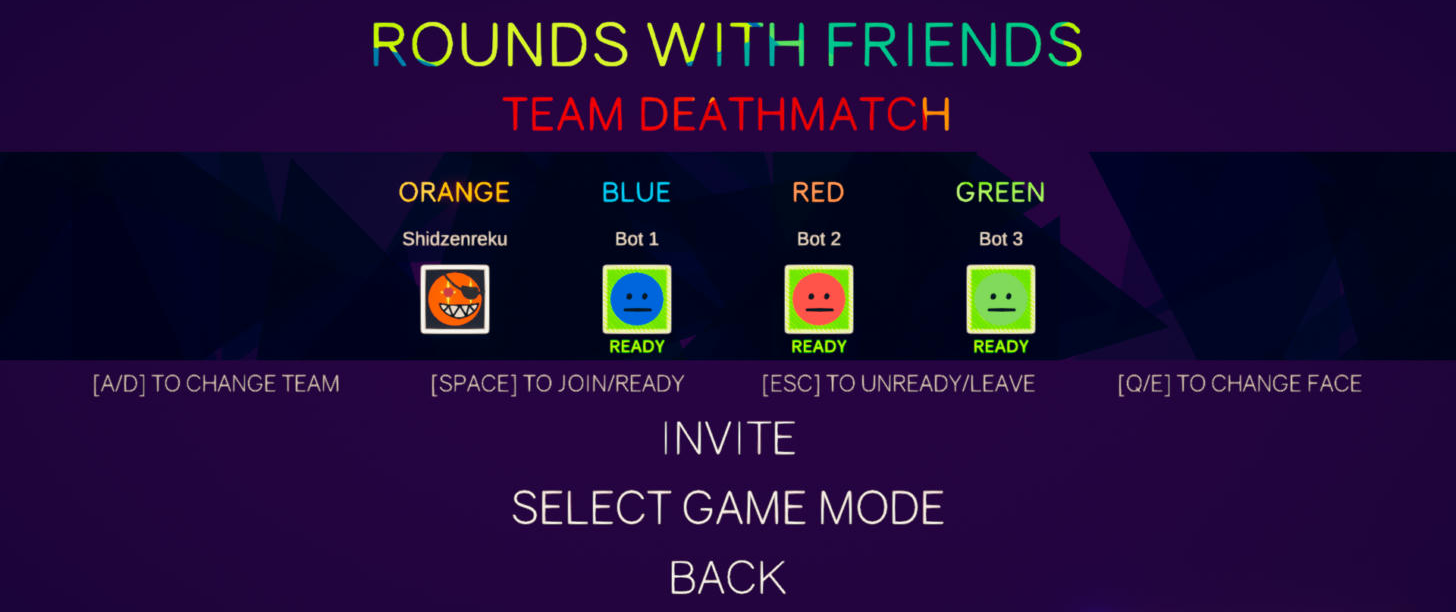 ROUNDS WITH FRIENDS
TEAM DEATHMATCH
ORANGE BLUE RED GREEN
Shidzenreku Bot 1 Bot 2 Bot 3
READY READY READY
[A/D] TO CHANGE TEAM [SPACE] TO JOIN/READY [ESC] TO UNREADY/LEAVE [Q/E] TO CHANGE FACE
INVITE
SELECT GAME MODE
BACK